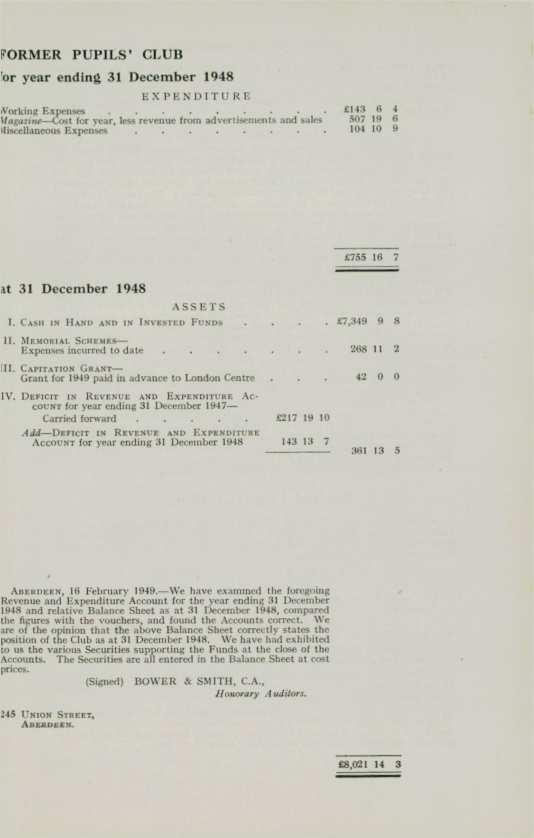 FORMER PUPILS' CLUB
for year ending 31 December 1948
EXPENDITURE
Working Expenses . . . . . . . . . £143 6 4
Magazine—Cost for year, less revenue from advertisements and sales 507 19 6
Miscellaneous Expenses . . . . . . . . 104 10 9
£755 16 7
at 31 December 1948
ASSETS
I. Cash in Hand and in Invested Funds . . . . £7,349 9 8
II. Memorial Schemes—
Expenses incurred to date . . . . . . . 268 11 2
III. Capitation Grant—
Grant for 1949 paid in advance to London Centre . . . 42 0 0
IV. Deficit in Revenue and Expenditure Ac-
count for year ending 31 December 1947—
Carried forward . . . . . £217 19 10
Add—Deficit in Revenue and Expenditure
Account for year ending 31 December 1948 143 13 7
361 13 5
Aberdeen, 16 February 1949.—We have examined the foregoing
Revenue and Expenditure Account for the year ending 31 December
1948 and relative Balance Sheet as at 31 December 1948, compared
the figures with the vouchers, and found the Accounts correct. We
are of the opinion that the above Balance Sheet correctly states the
position of the Club as at 31 December 1948. We have had exhibited
to us the various Securities supporting the Funds at the close of the
Accounts. The Securities are all entered in the Balance Sheet at cost
prices.
(Signed) BOWER & SMITH, C.A.,
Honorary Auditors.
245 Union Street,
Aberdeen.
£8,021 14 3